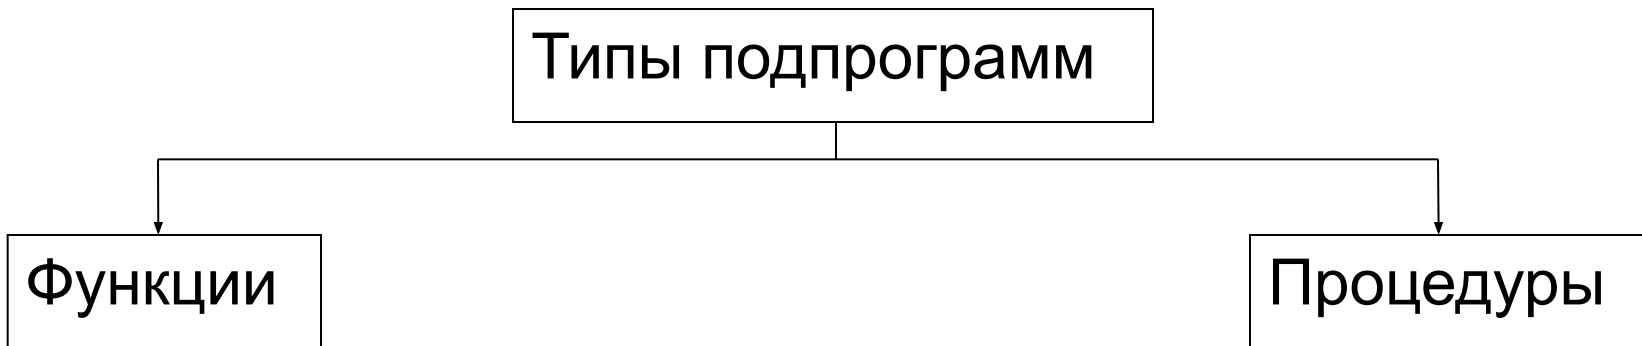 Типы подпрограмм
Функции
Процедуры